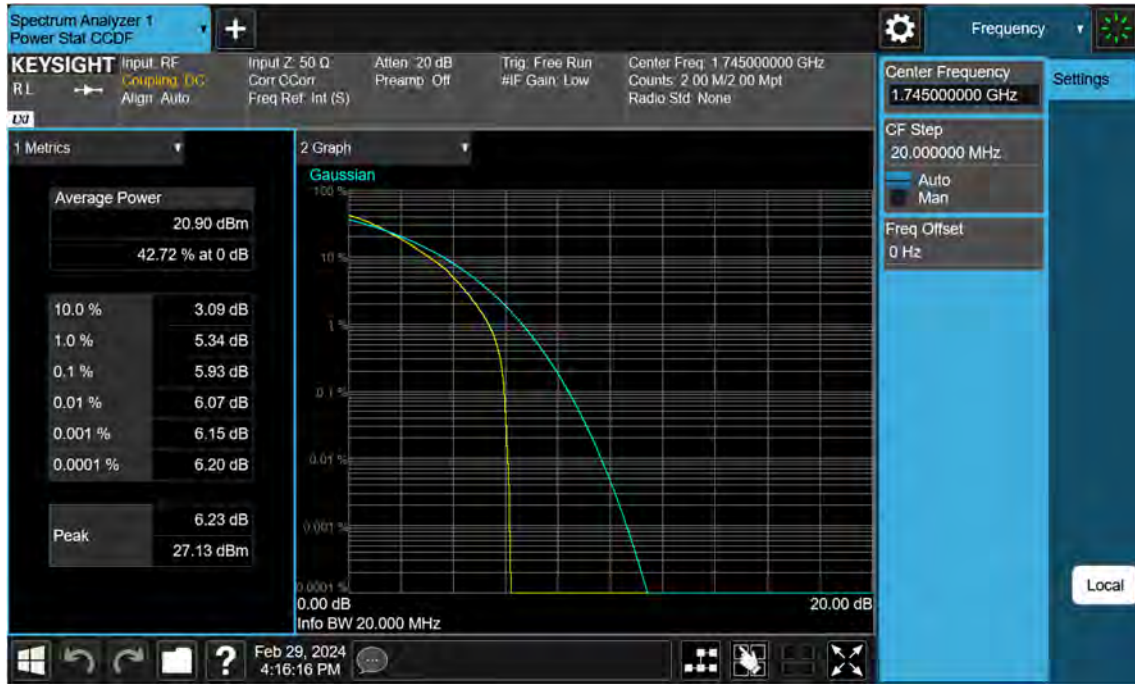 Spectrum Analyzer 1
Power Stat CCDF
Frequency
KEYSIGHT
Input: RF
Coupling: DC
Align: Auto
Input Z: 50 Ω
Corr CCorr
Freq Ref: Int (S)
Atten: 20 dB
Preamp: Off
Trig: Free Run
#IF Gain: Low
Center Freq: 1.745000000 GHz
Counts: 2.00 M/2.00 Mpt
Radio Std: None
R L
LXI
Center Frequency
1.745000000 GHz
Settings
CF Step
20.000000 MHz
Auto
Man
Freq Offset
0 Hz
1 Metrics
Average Power
20.90 dBm
42.72 % at 0 dB
10.0 % 3.09 dB
1.0 % 5.34 dB
0.1 % 5.93 dB
0.01 % 6.07 dB
0.001 % 6.15 dB
0.0001 % 6.20 dB
Peak
6.23 dB
27.13 dBm
2 Graph
Gaussian
100 %
10 %
1 %
0.1 %
0.01 %
0.001 %
0.0001 %
0.00 dB
20.00 dB
Info BW 20.000 MHz
Local
?
Feb 29, 2024
4:16:16 PM